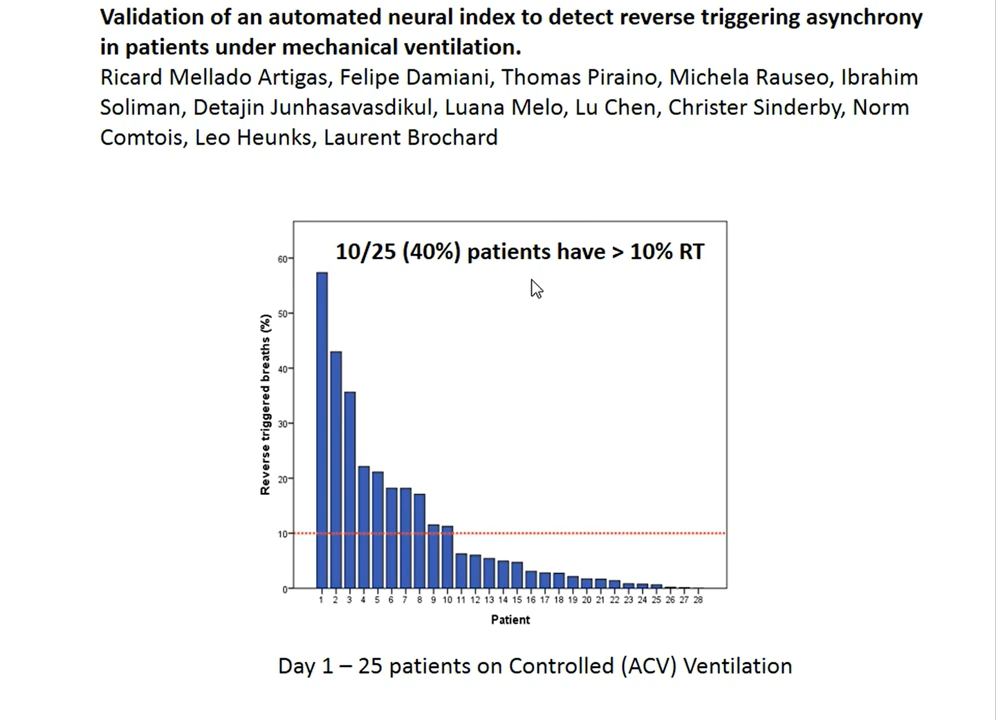 Validation of an automated neural index to detect reverse triggering asynchrony
in patients under mechanical ventilation.
Ricard Mellado Artigas, Felipe Damiani, Thomas Piraino, Michela Rauseo, Ibrahim
Soliman, Detajin Junhasavasdikul, Luana Melo, Lu Chen, Christer Sinderby, Norm
Comtois, Leo Heunks, Laurent Brochard
10/25 (40%) patients have > 10% RT
Reverse triggered breaths (%)
60
50
40
30
20
10
0
1 2 3 4 5 6 7 8 9 10 11 12 13 14 15 16 17 18 19 20 21 22 23 24 25 26 27 28
Patient
Day 1 – 25 patients on Controlled (ACV) Ventilation